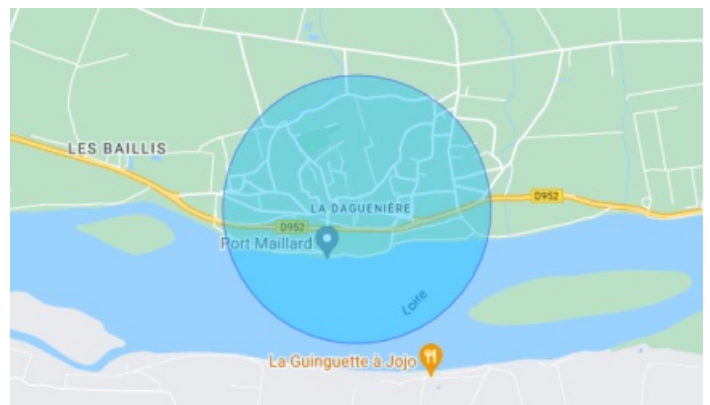 LES BAILLIS
D952
LA DAGUENIÈRE
D952
Port Maillard
Loire
La Guinguette à Jojo